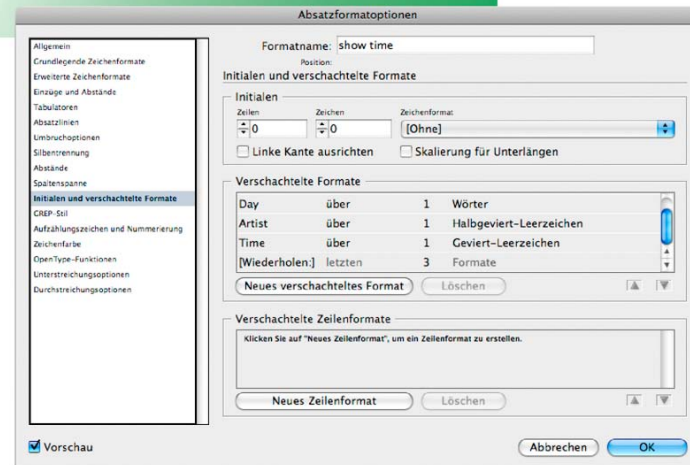 Absatzformatoptionen
Allgemein
Grundlegende Zeichenformate
Erweiterte Zeichenformate
Einzüge und Abstände
Tabulatoren
Absatzlinien
Umbruchoptionen
Silbentrennung
Abstände
Spaltenspanne
Initialen und verschachtelte Formate
GREP-Stil
Aufzählungszeichen und Nummerierung
Zeichenfarbe
OpenType-Funktionen
Unterstreichungsoptionen
Durchstreichungsoptionen
Formatname: show time
Position:
Initialen und verschachtelte Formate
Initialen
Zeilen Zeichen Zeichenformat
0 0 [Ohne]
Linke Kante ausrichten Skalierung für Unterlängen
Verschachtelte Formate
Day über 1 Wörter
Artist über 1 Halbgeviert-Leerzeichen
Time über 1 Geviert-Leerzeichen
[Wiederholen:] letzten 3 Formate
Neues verschachteltes Format Löschen
Verschachtelte Zeilenformate
Klicken Sie auf "Neues Zeilenformat", um ein Zeilenformat zu erstellen.
Neues Zeilenformat Löschen
Vorschau Abbrechen OK